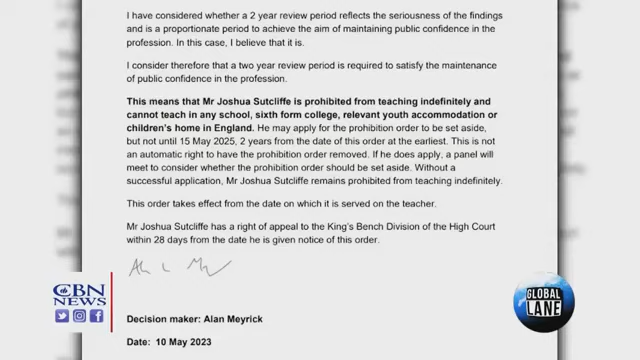 I have considered whether a 2 year review period reflects the seriousness of the findings
and is a proportionate period to achieve the aim of maintaining public confidence in the
profession. In this case, I believe that it is.
I consider therefore that a two year review period is required to satisfy the maintenance
of public confidence in the profession.
This means that Mr Joshua Sutcliffe is prohibited from teaching indefinitely and
cannot teach in any school, sixth form college, relevant youth accommodation or
children's home in England. He may apply for the prohibition order to be set aside,
but not until 15 May 2025, 2 years from the date of this order at the earliest. This is not
an automatic right to have the prohibition order removed. If he does apply, a panel will
meet to consider whether the prohibition order should be set aside. Without a
successful application, Mr Joshua Sutcliffe remains prohibited from teaching indefinitely.
This order takes effect from the date on which it is served on the teacher.
Mr Joshua Sutcliffe has a right of appeal to the King's Bench Division of the High Court
within 28 days from the date he is given notice of this order.
Decision maker: Alan Meyrick
Date: 10 May 2023
CBN
NEWS
GLOBAL
LANE